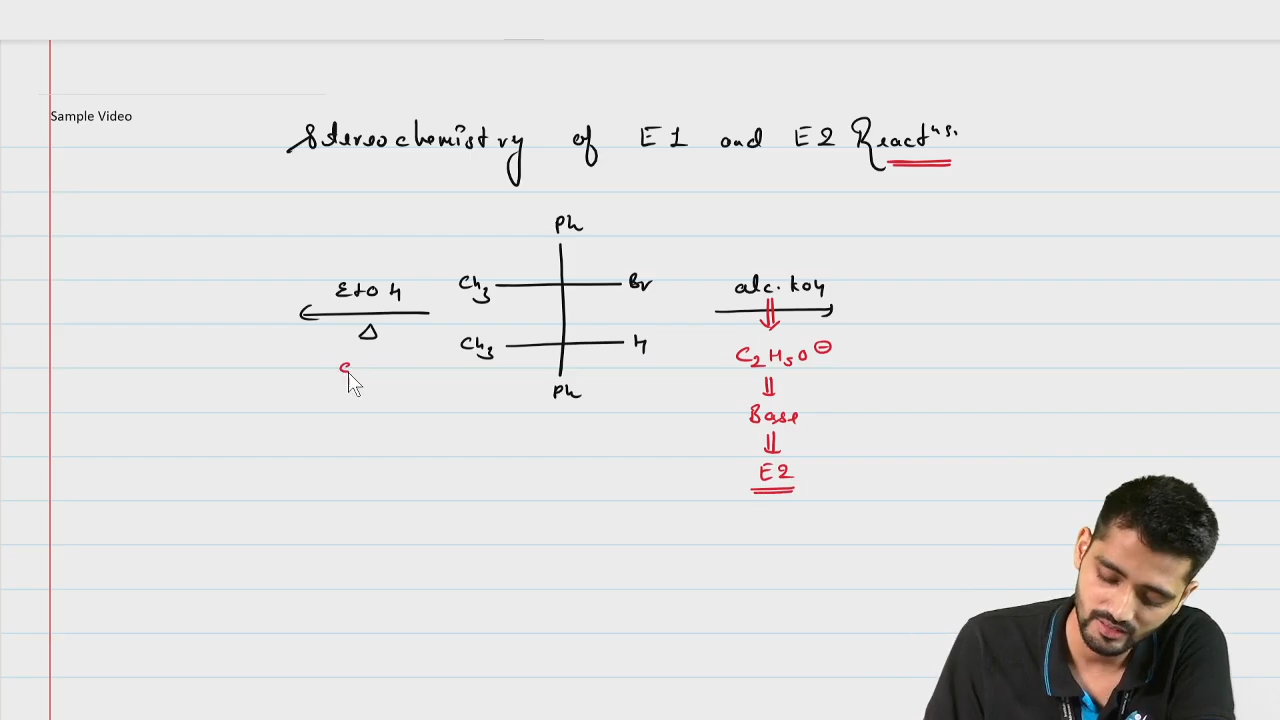 Sample Video
Stereochemistry of E1 and E2 Reactⁿˢ.
Ph
EtOH
CH₃
Br
alc. KOH
Δ
CH₃
H
C₂H₅O⊖
Ph
Base
E2